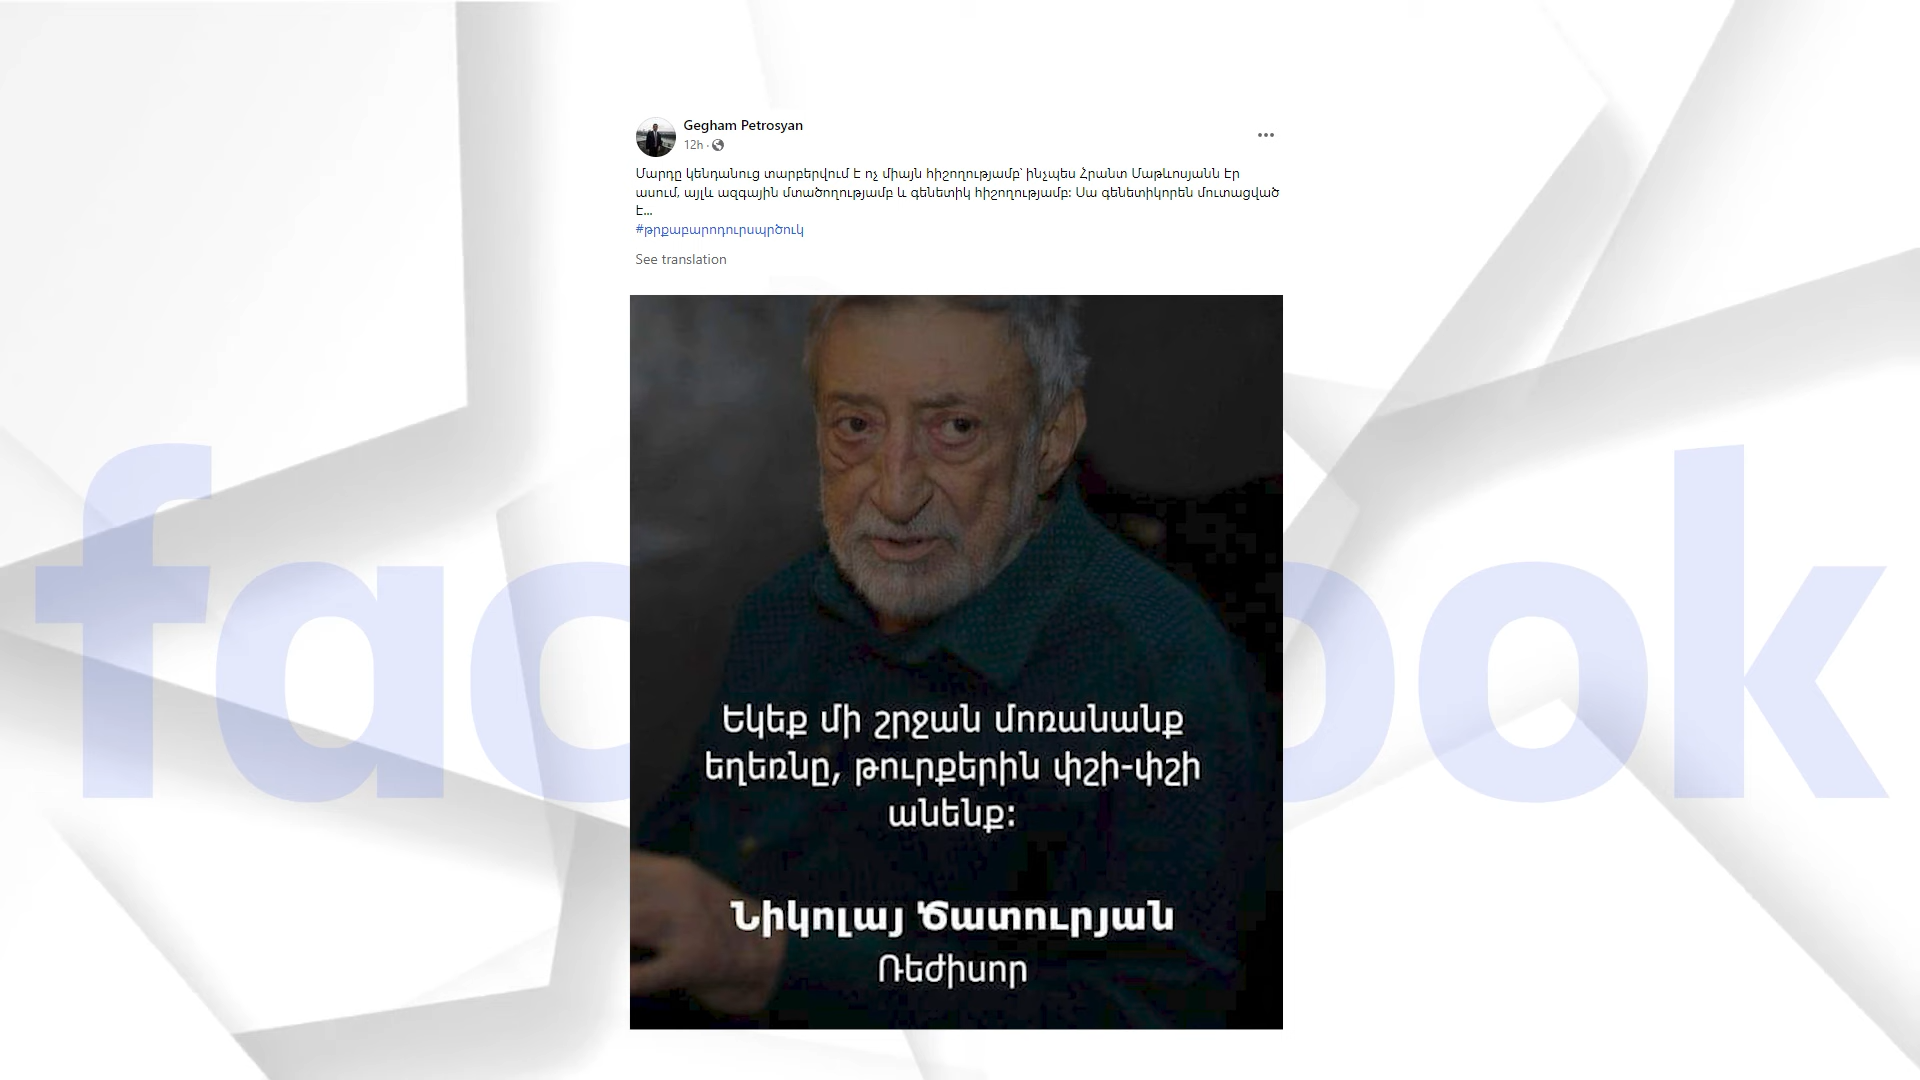 Gegham Petrosyan
12h ·
Մարդը կենդանուց տարբերվում է ոչ միայն հիշողությամբ՝ ինչպես Հրանտ Մաթևոսյանն էր
ասում, այլև ազգային մտածողությամբ և գենետիկ հիշողությամբ: Սա գենետիկորեն մուտացված
է...
#թրքաբարոդուրսպրծուկ
See translation
Եկեք մի շրջան մոռանանք
եղեռնը, թուրքերին փշի-փշի
անենք:
Նիկոլայ Ծատուրյան
Ռեժիսոր
facebook